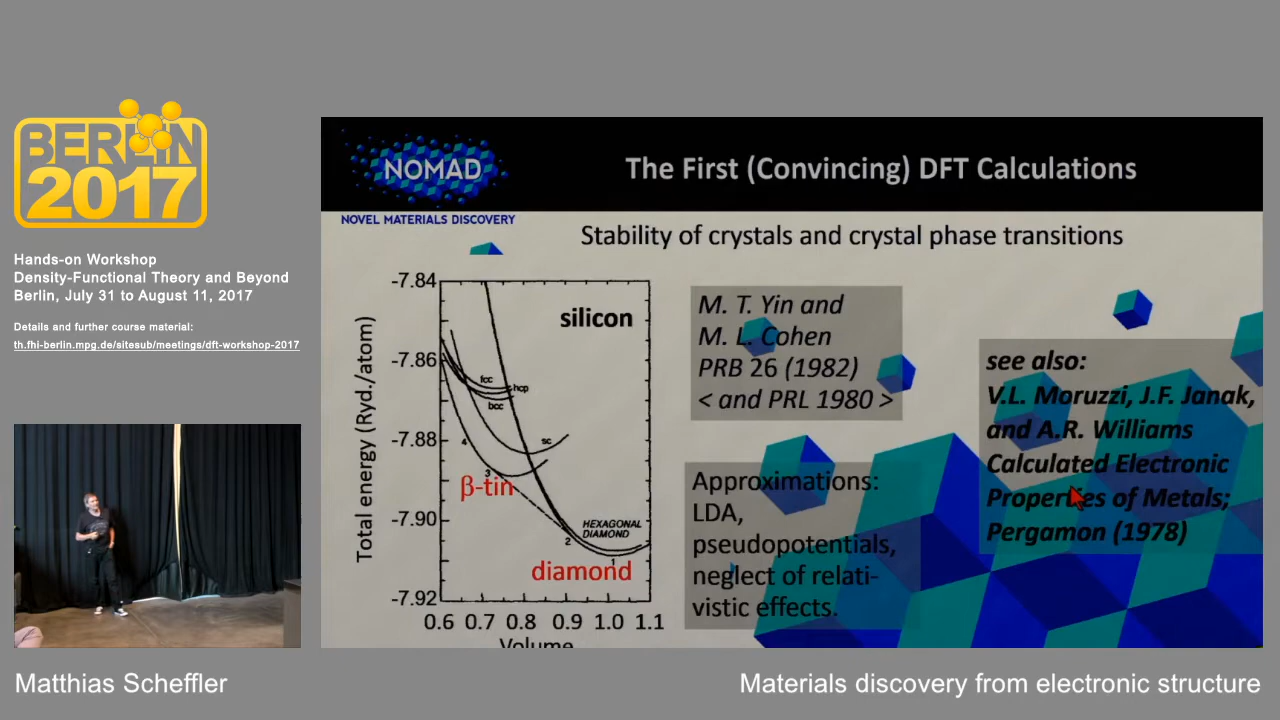 BERLIN
2017
Hands-on Workshop
Density-Functional Theory and Beyond
Berlin, July 31 to August 11, 2017
Details and further course material:
th.fhi-berlin.mpg.de/sitesub/meetings/dft-workshop-2017
NOMAD
NOVEL MATERIALS DISCOVERY
The First (Convincing) DFT Calculations
Stability of crystals and crystal phase transitions
Total energy (Ryd./atom)
-7.84
-7.86
-7.88
-7.90
-7.92
silicon
fcc
hcp
bcc
sc
4
3
β-tin
HEXAGONAL
DIAMOND
2
1
diamond
0.6 0.7 0.8 0.9 1.0 1.1
Volume
M. T. Yin and
M. L. Cohen
PRB 26 (1982)
< and PRL 1980 >
Approximations:
LDA,
pseudopotentials,
neglect of relati-
vistic effects.
see also:
V.L. Moruzzi, J.F. Janak,
and A.R. Williams
Calculated Electronic
Properties of Metals;
Pergamon (1978)
Matthias Scheffler
Materials discovery from electronic structure